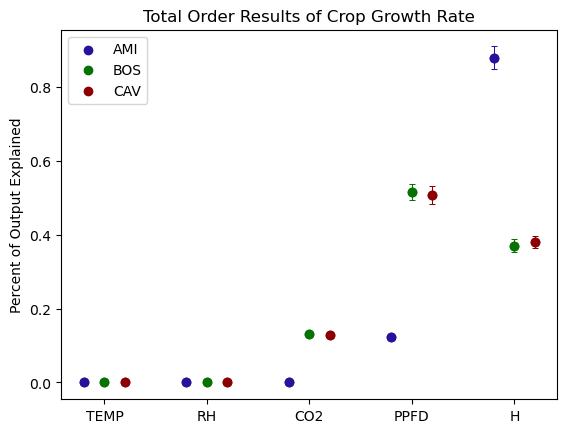 Total Order Results of Crop Growth Rate
AMI
BOS
CAV
Percent of Output Explained
0.8
0.6
0.4
0.2
0.0
TEMP RH CO2 PPFD H